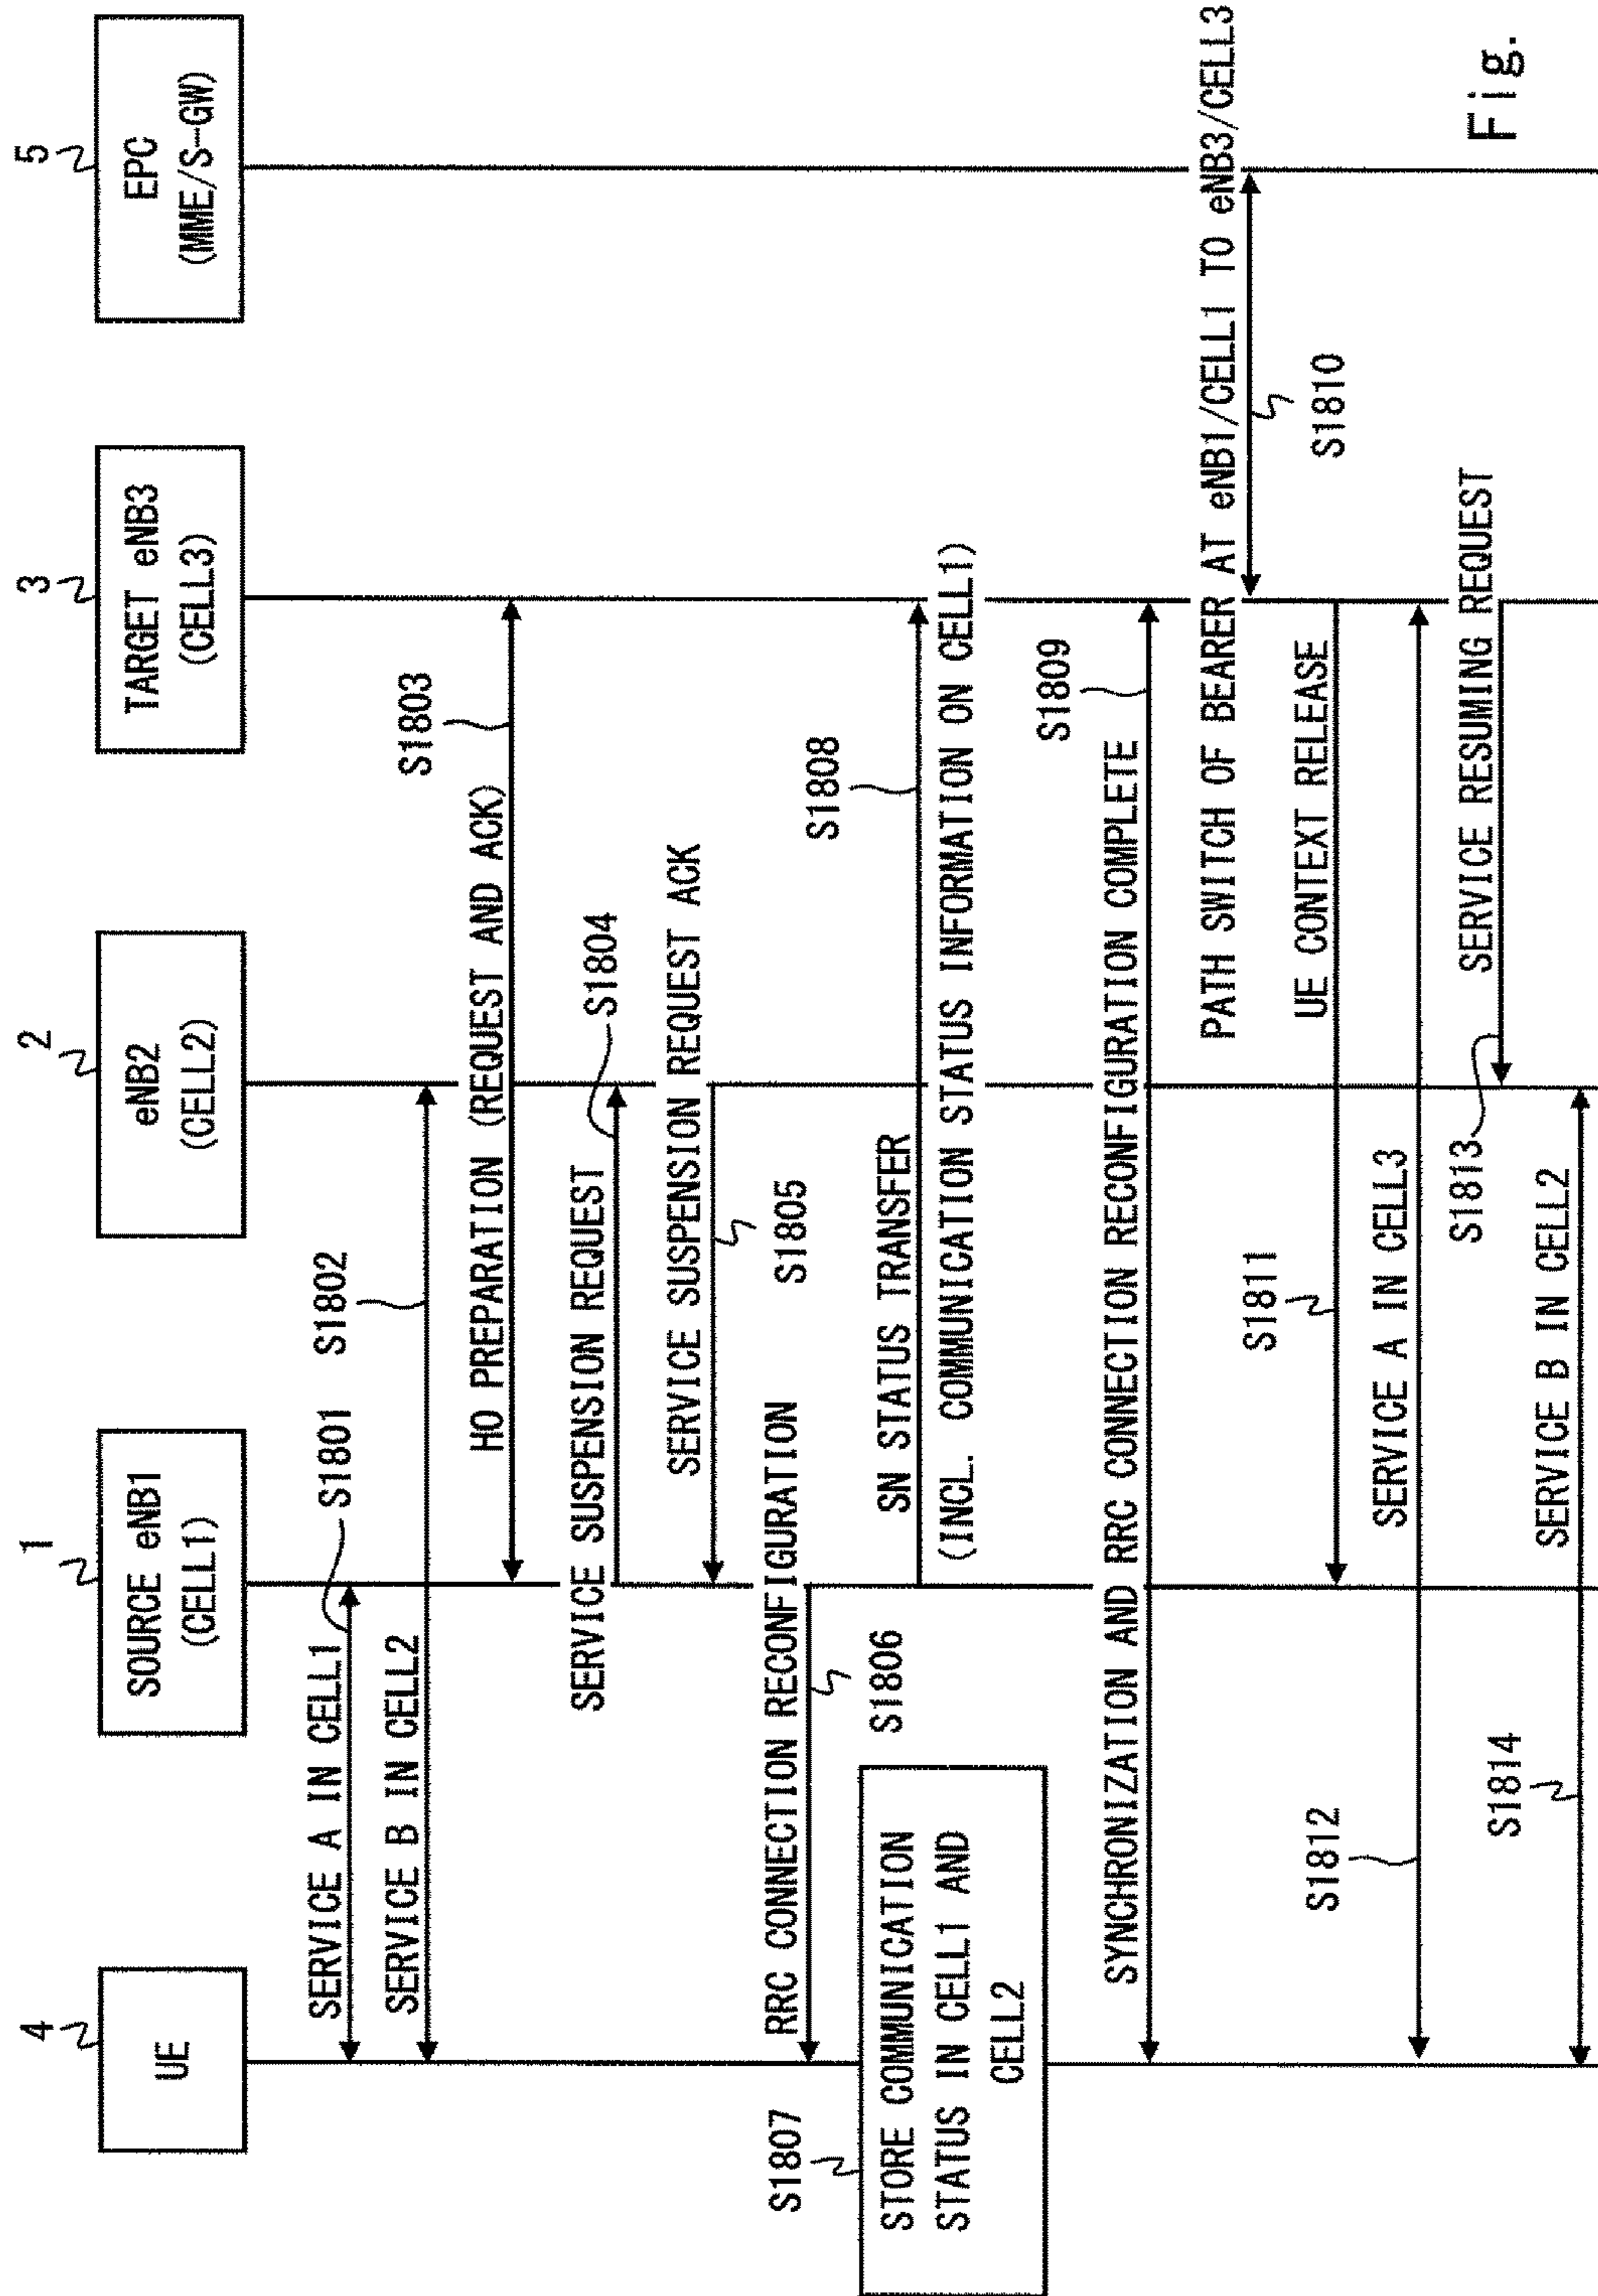 4
UE
1
SOURCE eNB1
(CELL1)
2
eNB2
(CELL2)
3
TARGET eNB3
(CELL3)
5
EPC
(MME/S-GW)
SERVICE A IN CELL1
S1801
SERVICE B IN CELL2
S1802
HO PREPARATION (REQUEST AND ACK)
S1803
SERVICE SUSPENSION REQUEST
S1804
SERVICE SUSPENSION REQUEST ACK
S1805
RRC CONNECTION RECONFIGURATION
S1806
S1807
STORE COMMUNICATION
STATUS IN CELL1 AND
CELL2
SN STATUS TRANSFER
S1808
(INCL. COMMUNICATION STATUS INFORMATION ON CELL1)
S1809
SYNCHRONIZATION AND RRC CONNECTION RECONFIGURATION COMPLETE
PATH SWITCH OF BEARER AT eNB1/CELL1 TO eNB3/CELL3
S1810
UE CONTEXT RELEASE
S1811
SERVICE A IN CELL3
S1812
SERVICE RESUMING REQUEST
S1813
SERVICE B IN CELL2
S1814
Fig.